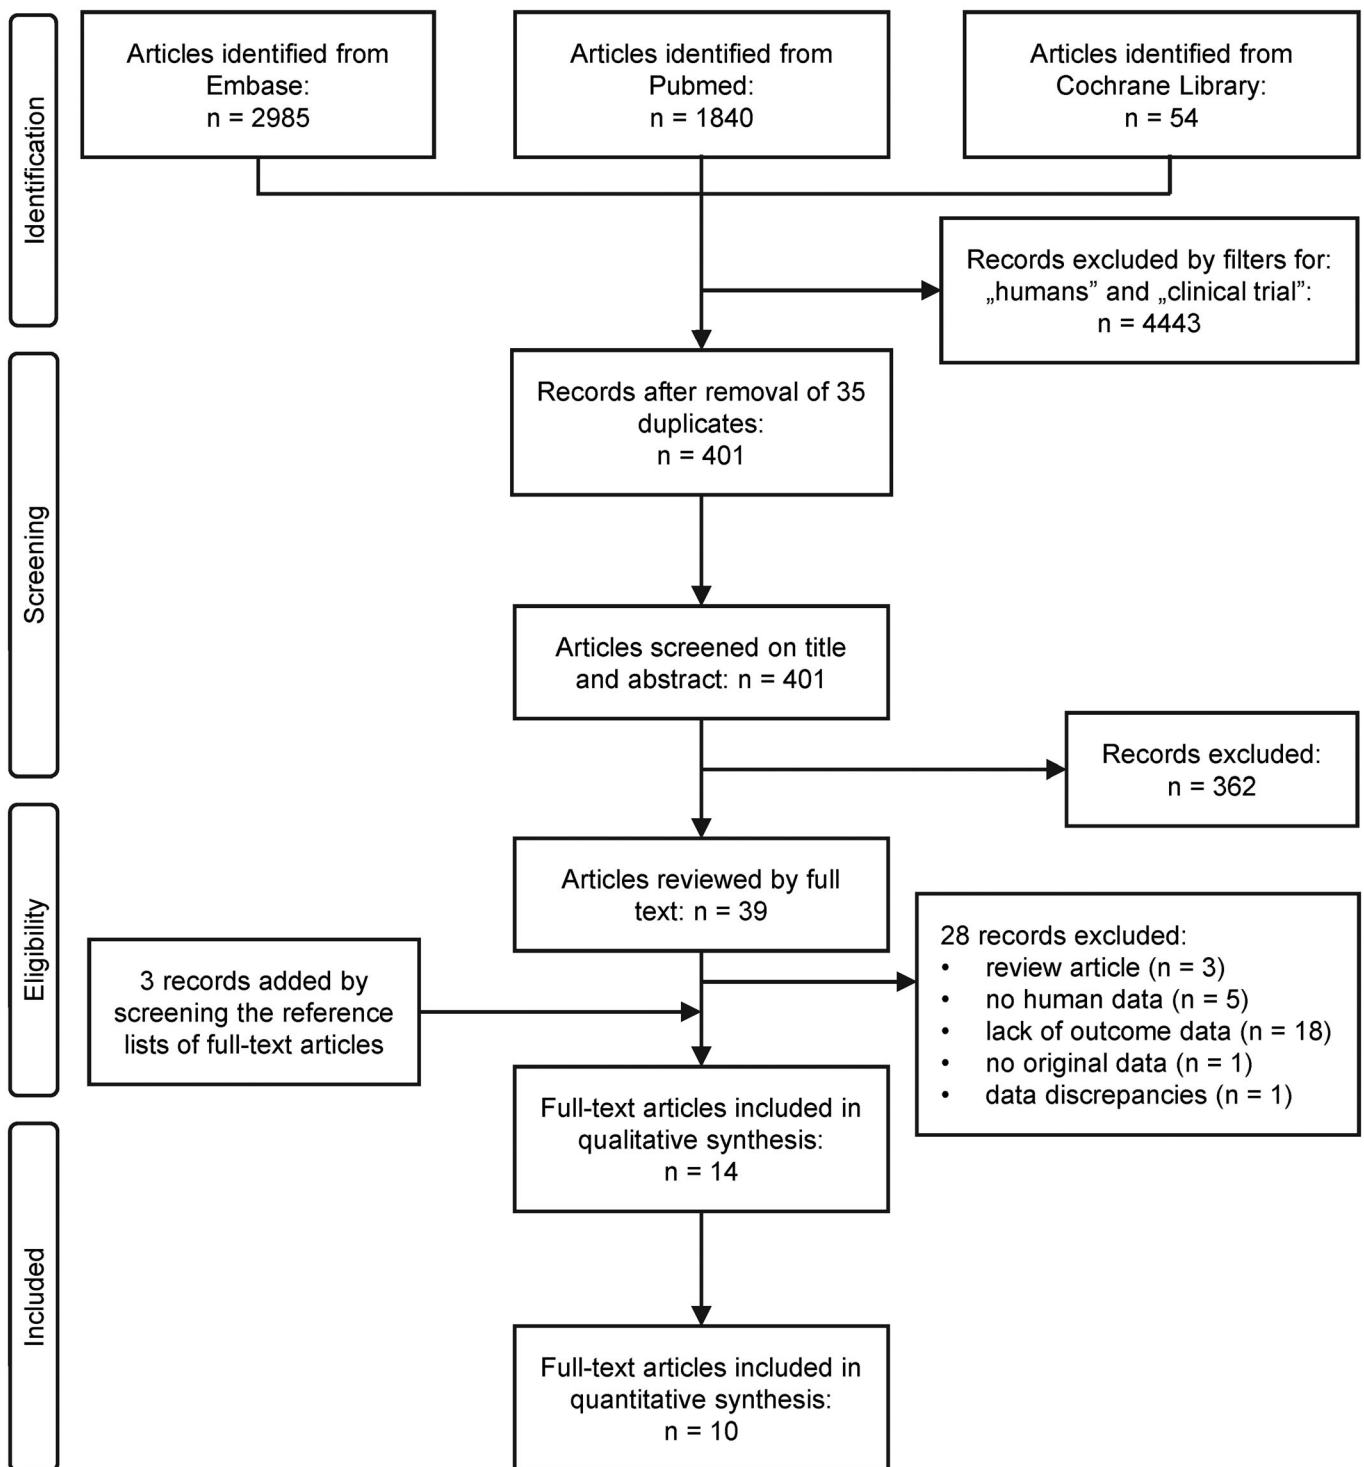 Identification
Articles identified from
Embase:
n = 2985
Articles identified from
Pubmed:
n = 1840
Articles identified from
Cochrane Library:
n = 54
Records excluded by filters for:
„humans” and „clinical trial”:
n = 4443
Screening
Records after removal of 35
duplicates:
n = 401
Articles screened on title
and abstract: n = 401
Records excluded:
n = 362
Eligibility
Articles reviewed by full
text: n = 39
28 records excluded:
• review article (n = 3)
• no human data (n = 5)
• lack of outcome data (n = 18)
• no original data (n = 1)
• data discrepancies (n = 1)
3 records added by
screening the reference
lists of full-text articles
Included
Full-text articles included in
qualitative synthesis:
n = 14
Full-text articles included in
quantitative synthesis:
n = 10